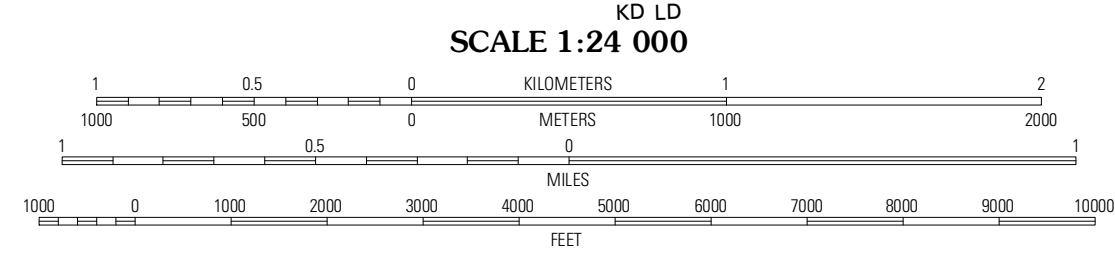 KD LD
SCALE 1:24 000
1 0.5 0 KILOMETERS 1 2
1000 500 0 METERS 1000 2000
1 0.5 0 1
MILES
1000 0 1000 2000 3000 4000 5000 6000 7000 8000 9000 10000
FEET